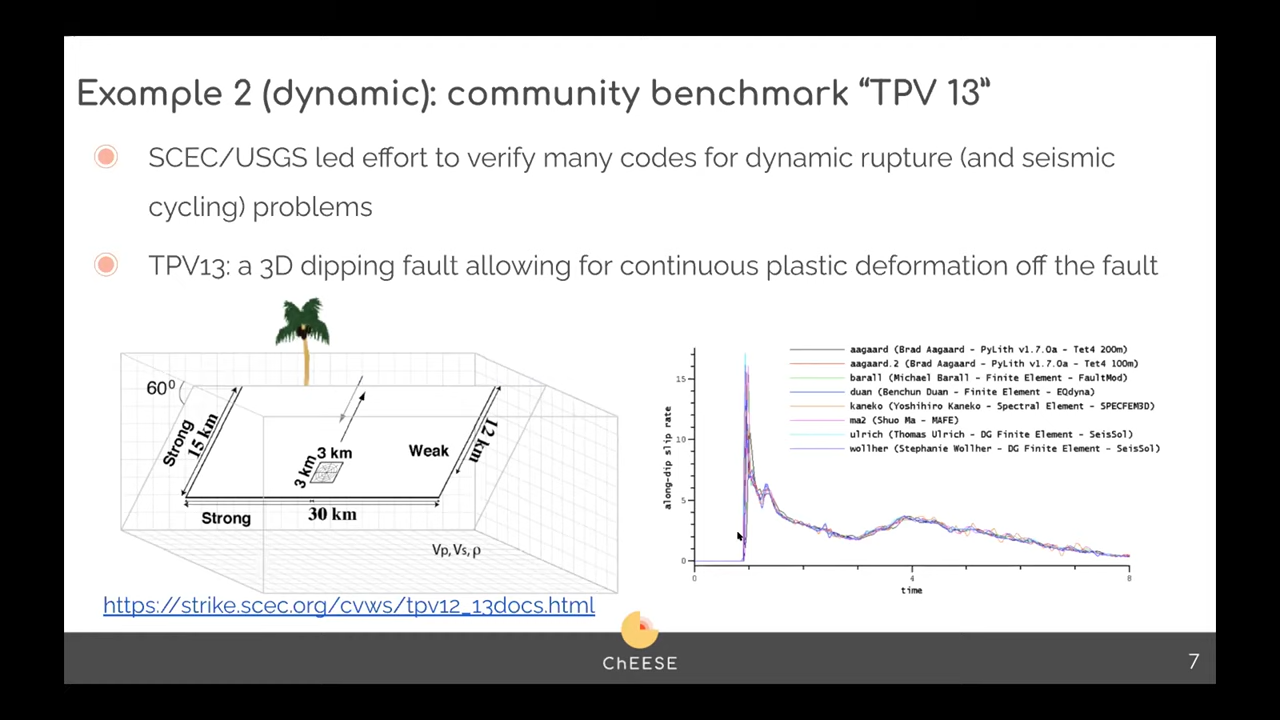 Example 2 (dynamic): community benchmark “TPV 13”
SCEC/USGS led effort to verify many codes for dynamic rupture (and seismic
cycling) problems
TPV13: a 3D dipping fault allowing for continuous plastic deformation off the fault
60⁰
Strong
15 km
3 km
3 km
Weak
12 km
30 km
Strong
Vp, Vs, ρ
https://strike.scec.org/cvws/tpv12_13docs.html
aagaard (Brad Aagaard - PyLith v1.7.0a - Tet4 200m)
aagaard.2 (Brad Aagaard - PyLith v1.7.0a - Tet4 100m)
barall (Michael Barall - Finite Element - FaultMod)
duan (Benchun Duan - Finite Element - EQdyna)
kaneko (Yoshihiro Kaneko - Spectral Element - SPECFEM3D)
ma2 (Shuo Ma - MAFE)
ulrich (Thomas Ulrich - DG Finite Element - SeisSol)
wollher (Stephanie Wollher - DG Finite Element - SeisSol)
along-dip slip rate
15
10
5
0
0 4 8
time
ChEESE
7